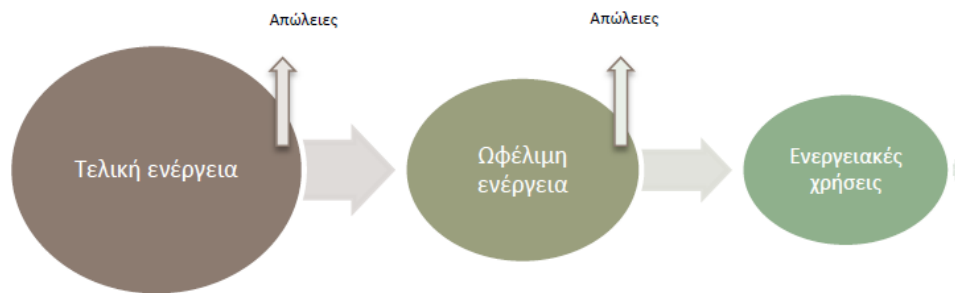 Απώλειες
Απώλειες
Τελική ενέργεια
Ωφέλιμη
ενέργεια
Ενεργειακές
χρήσεις